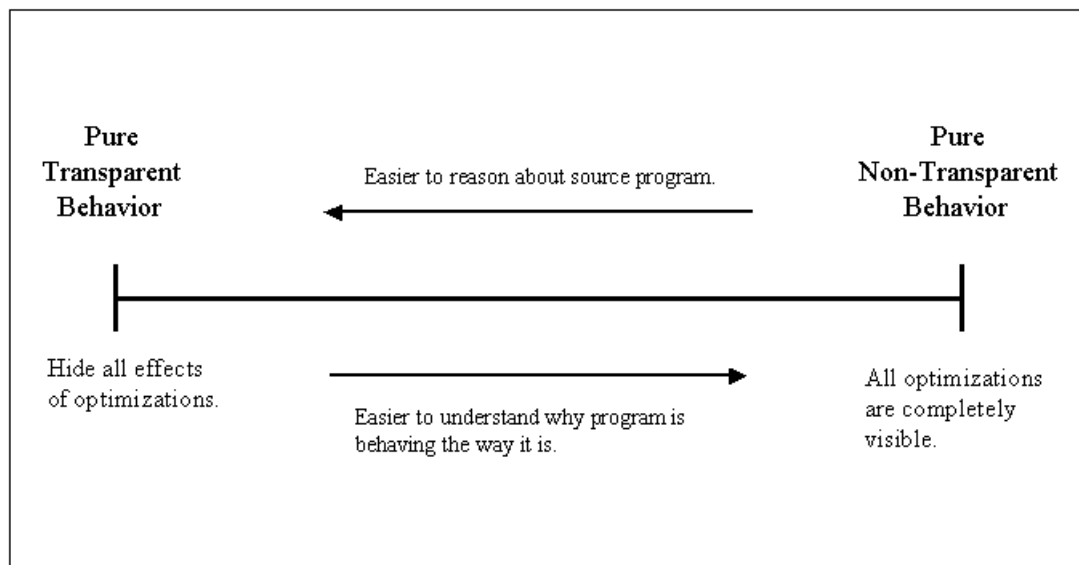 Pure
Transparent
Behavior
Easier to reason about source program.
Pure
Non-Transparent
Behavior
Hide all effects
of optimizations.
Easier to understand why program is
behaving the way it is.
All optimizations
are completely
visible.